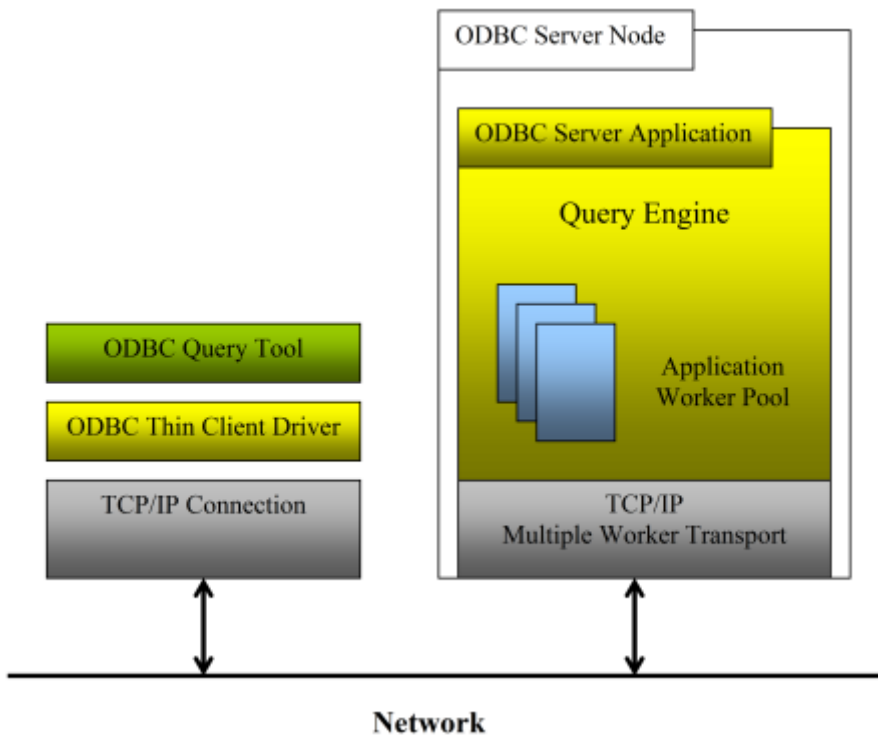 ODBC Server Node
ODBC Server Application
Query Engine
Application
Worker Pool
TCP/IP
Multiple Worker Transport
ODBC Query Tool
ODBC Thin Client Driver
TCP/IP Connection
Network